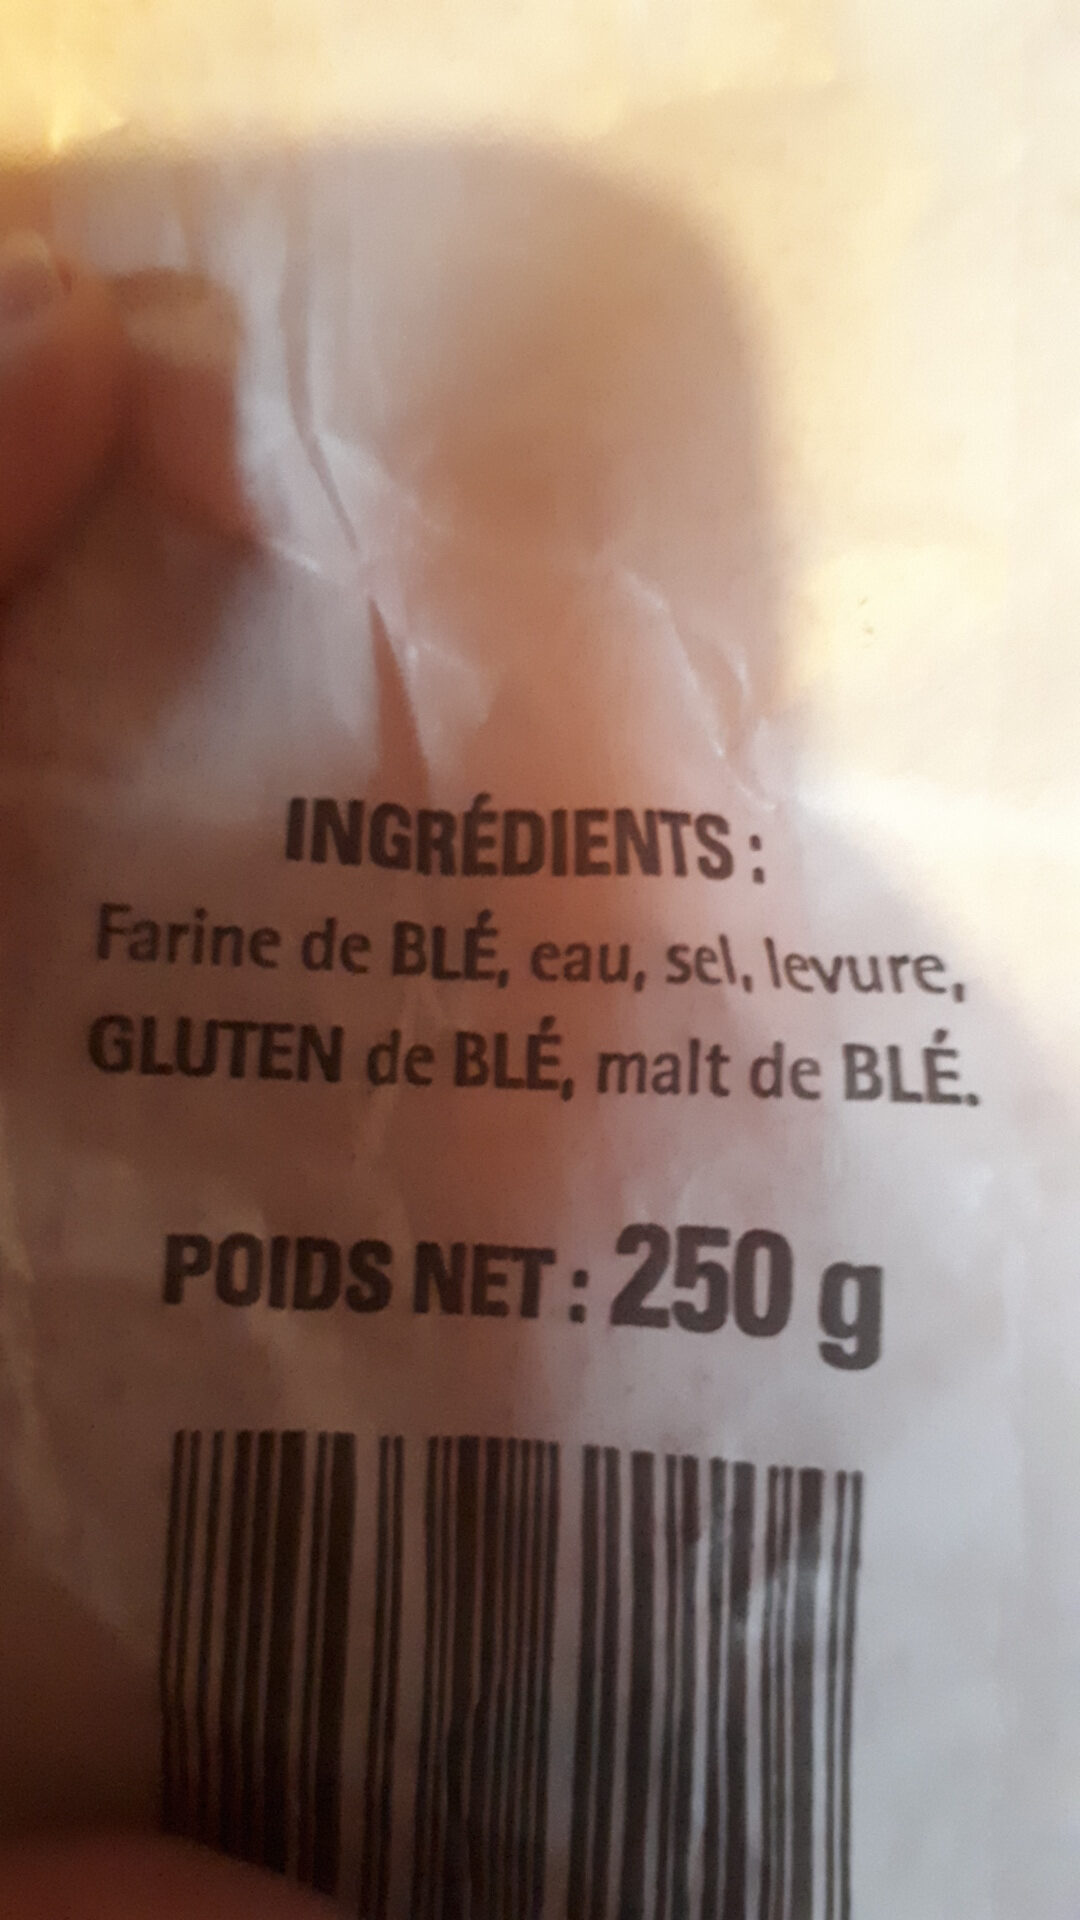 INGRÉDIENTS :
Farine de BLÉ, eau, sel, levure,
GLUTEN de BLÉ, malt de BLÉ.
POIDS NET : 250 g